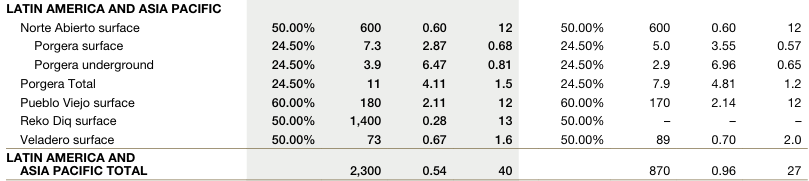 LATIN AMERICA AND ASIA PACIFIC
Norte Abierto surface 50.00% 600 0.60 12 50.00% 600 0.60 12
Porgera surface 24.50% 7.3 2.87 0.68 24.50% 5.0 3.55 0.57
Porgera underground 24.50% 3.9 6.47 0.81 24.50% 2.9 6.96 0.65
Porgera Total 24.50% 11 4.11 1.5 24.50% 7.9 4.81 1.2
Pueblo Viejo surface 60.00% 180 2.11 12 60.00% 170 2.14 12
Reko Diq surface 50.00% 1,400 0.28 13 50.00% – – –
Veladero surface 50.00% 73 0.67 1.6 50.00% 89 0.70 2.0
LATIN AMERICA AND
ASIA PACIFIC TOTAL 2,300 0.54 40 870 0.96 27